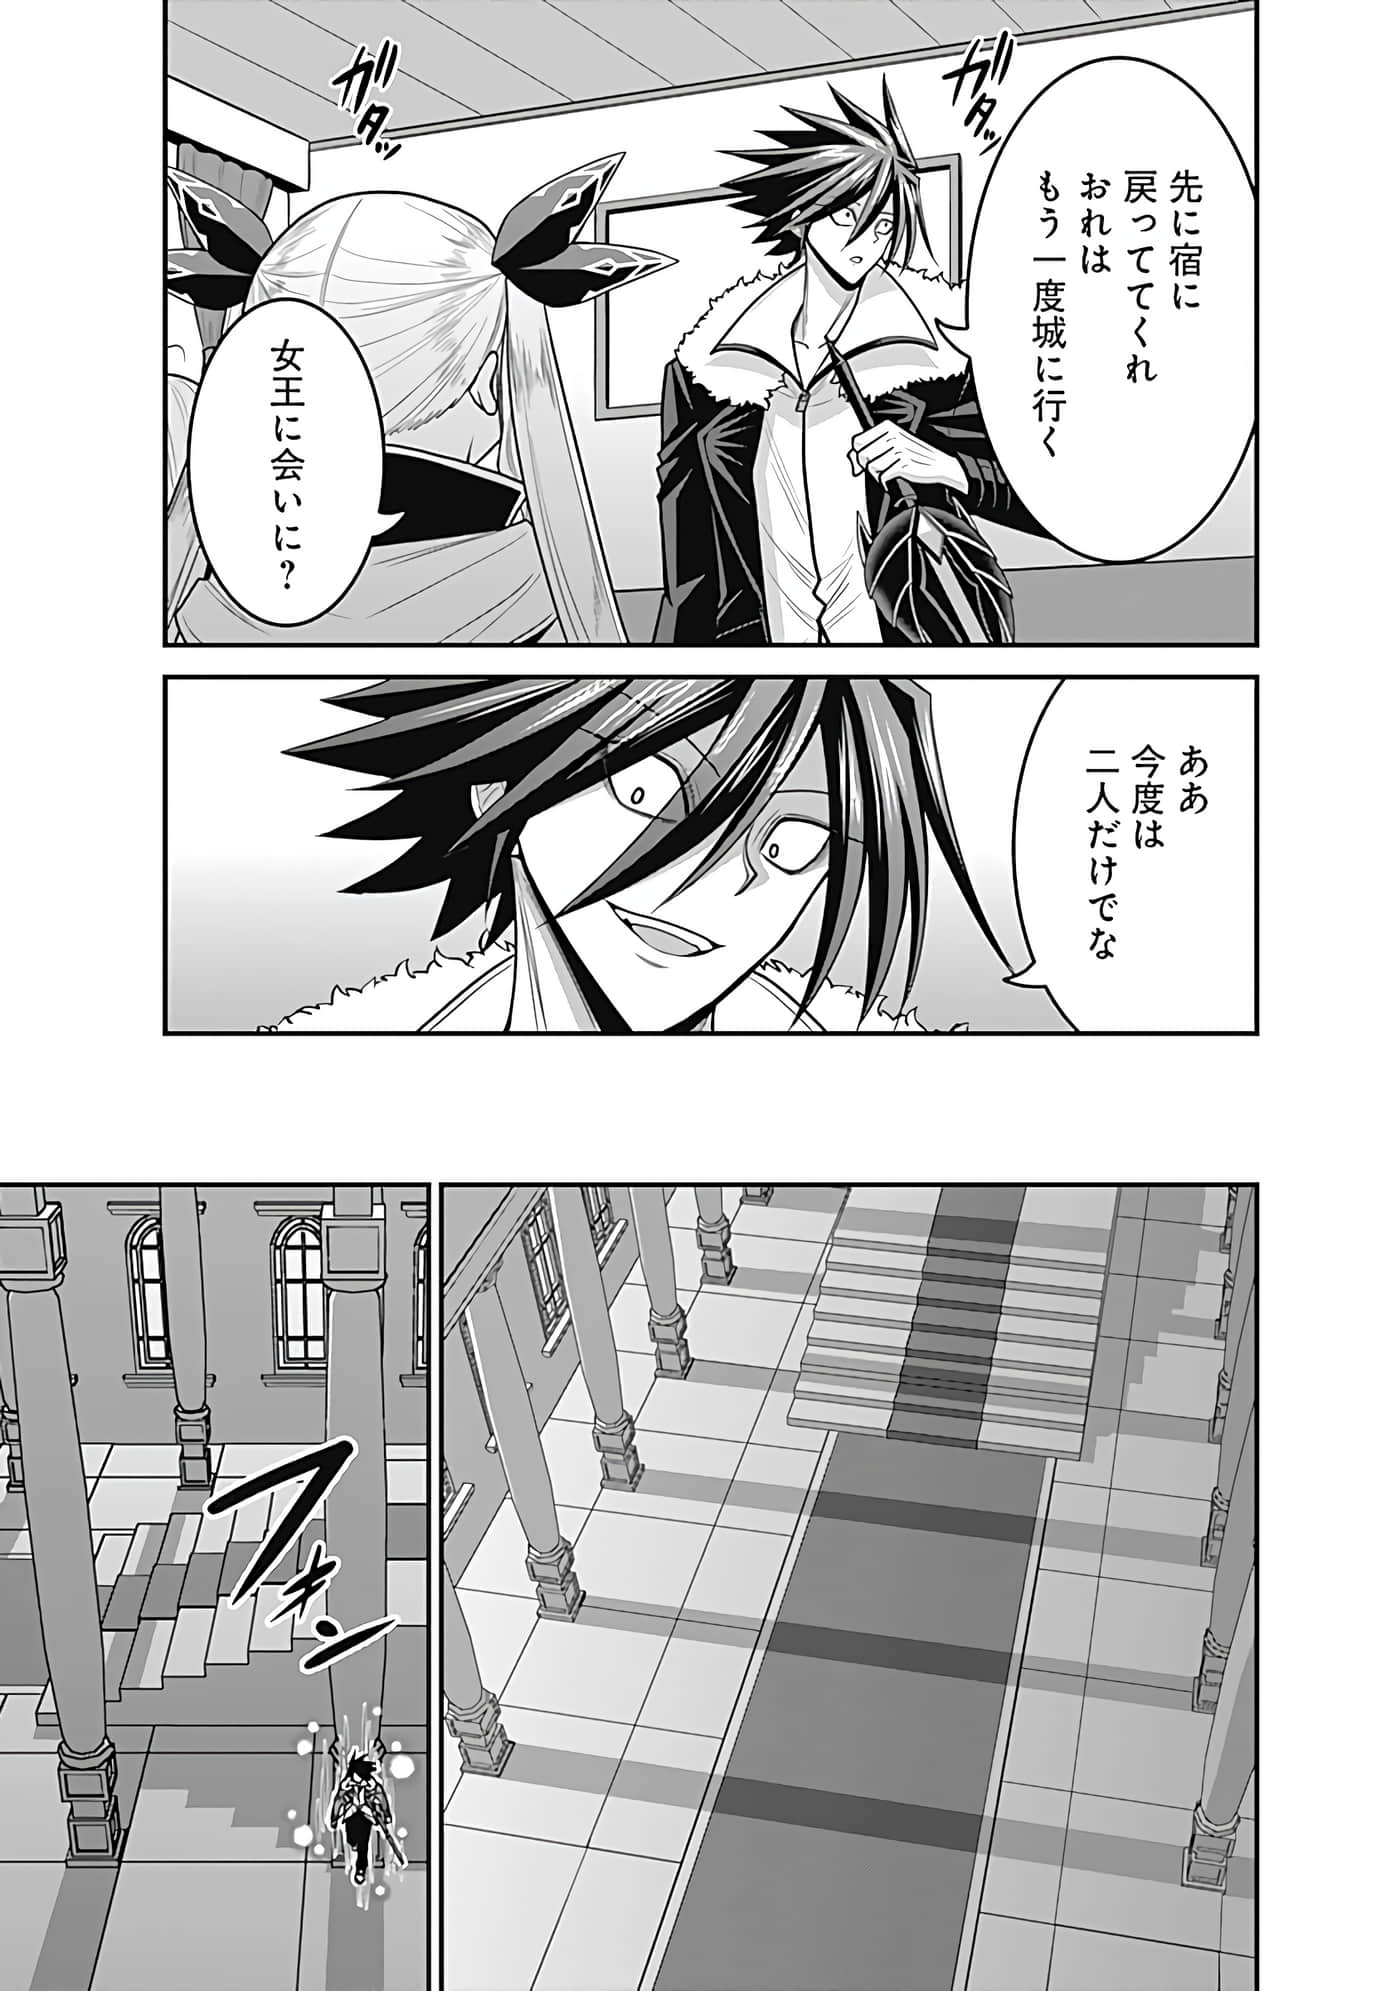 ガタッ
先に宿に
戻っててくれ
おれは
もう一度城に行く
ガタッ
女王に会いに？
ああ
今度は
二人だけでな
フォン